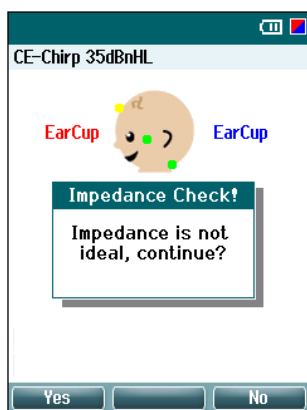 CE-Chirp 35dBnHL
EarCup EarCup
Impedance Check!
Impedance is not
ideal, continue?
Yes No